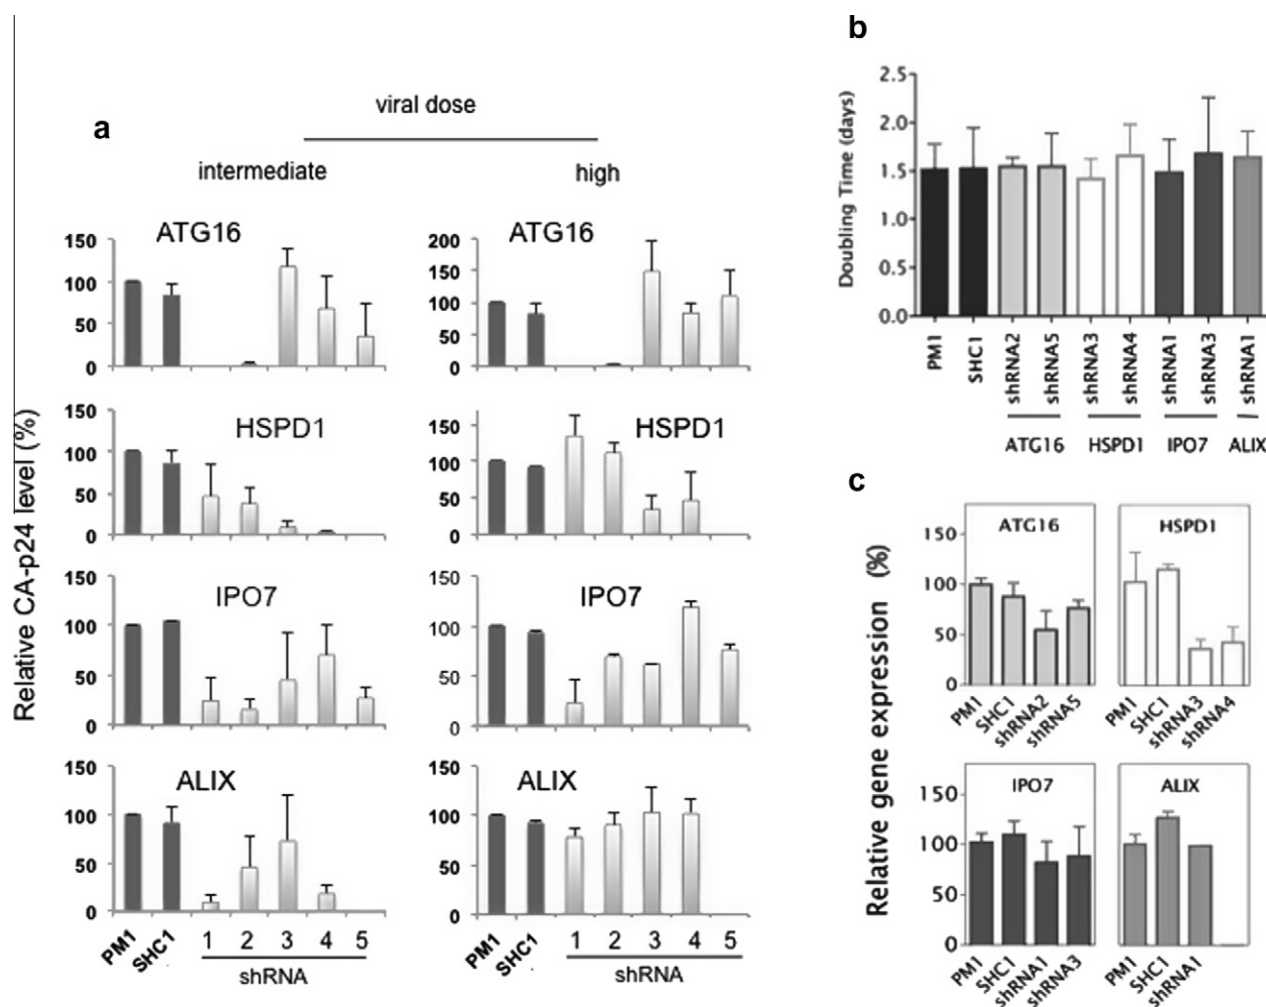 a
viral dose
intermediate
high
Relative CA-p24 level (%)
ATG16
150
100
50
0
ATG16
200
150
100
50
0
HSPD1
150
100
50
0
HSPD1
150
100
50
0
IPO7
150
100
50
0
IPO7
150
100
50
0
ALIX
150
100
50
0
ALIX
150
100
50
0
PM1 SHC1 1 2 3 4 5
shRNA
PM1 SHC1 1 2 3 4 5
shRNA
b
Doubling Time (days)
2.5
2.0
1.5
1.0
0.5
0.0
PM1 SHC1 shRNA2 shRNA5 shRNA3 shRNA4 shRNA1 shRNA3 shRNA1
ATG16 HSPD1 IPO7 ALIX
c
Relative gene expression (%)
ATG16
150
100
50
0
PM1 SHC1 shRNA2 shRNA5
HSPD1
PM1 SHC1 shRNA3 shRNA4
IPO7
150
100
50
0
PM1 SHC1 shRNA1 shRNA3
ALIX
PM1 SHC1 shRNA1